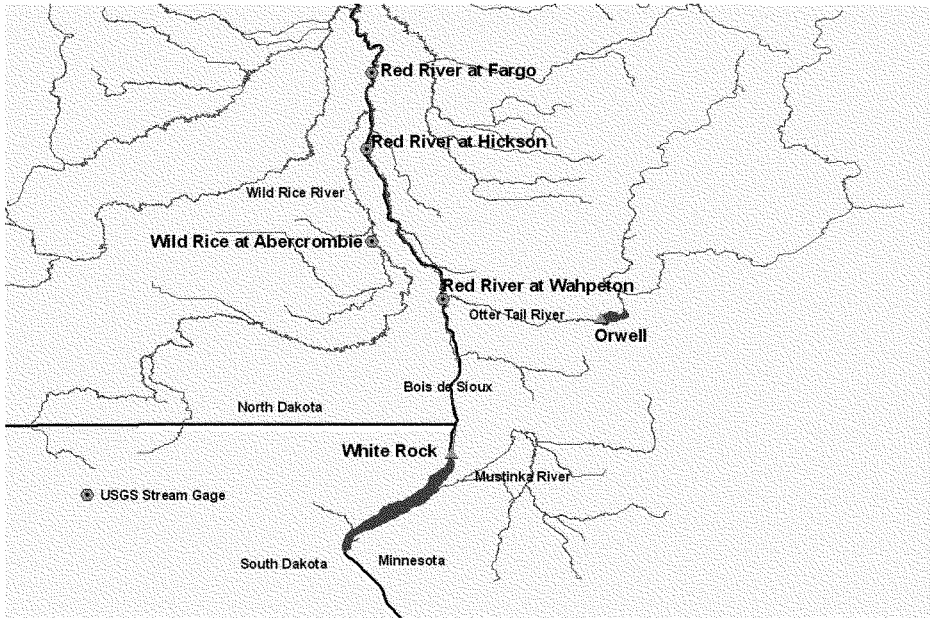 Red River at Fargo
Red River at Hickson
Wild Rice River
Wild Rice at Abercrombie
Red River at Wahpeton
Otter Tail River
Orwell
Bois de Sioux
North Dakota
White Rock
Mustinka River
USGS Stream Gage
South Dakota
Minnesota